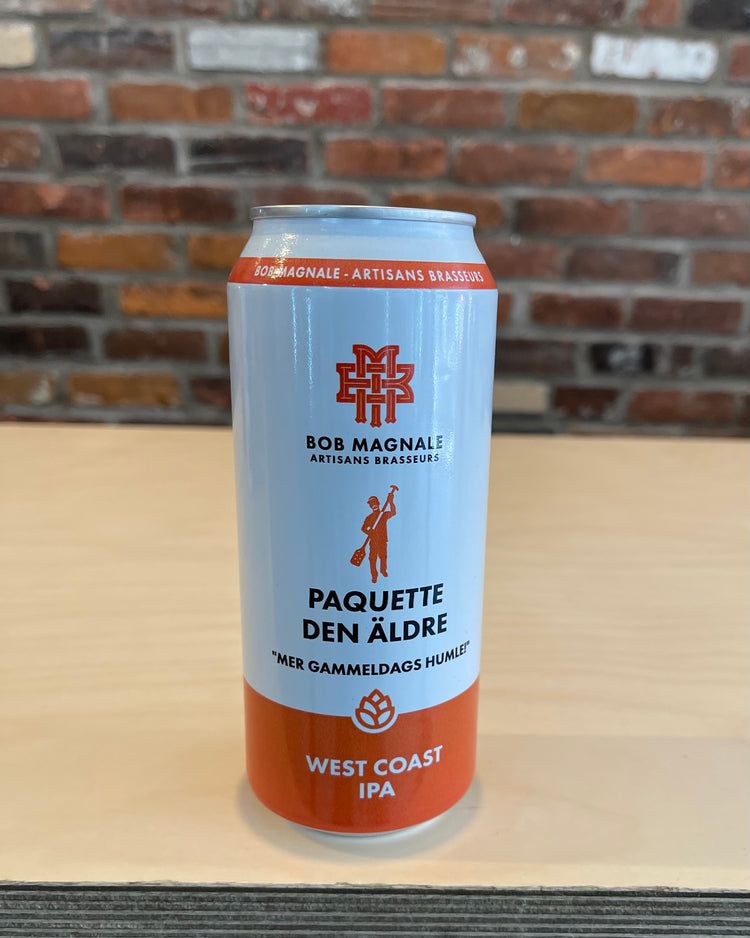 BOB MAGNALE - ARTISANS BRASSEURS
BOB MAGNALE
ARTISANS BRASSEURS
PAQUETTE
DEN ÄLDRE
"MER GAMMELDAGS HUMLE!"
WEST COAST
IPA